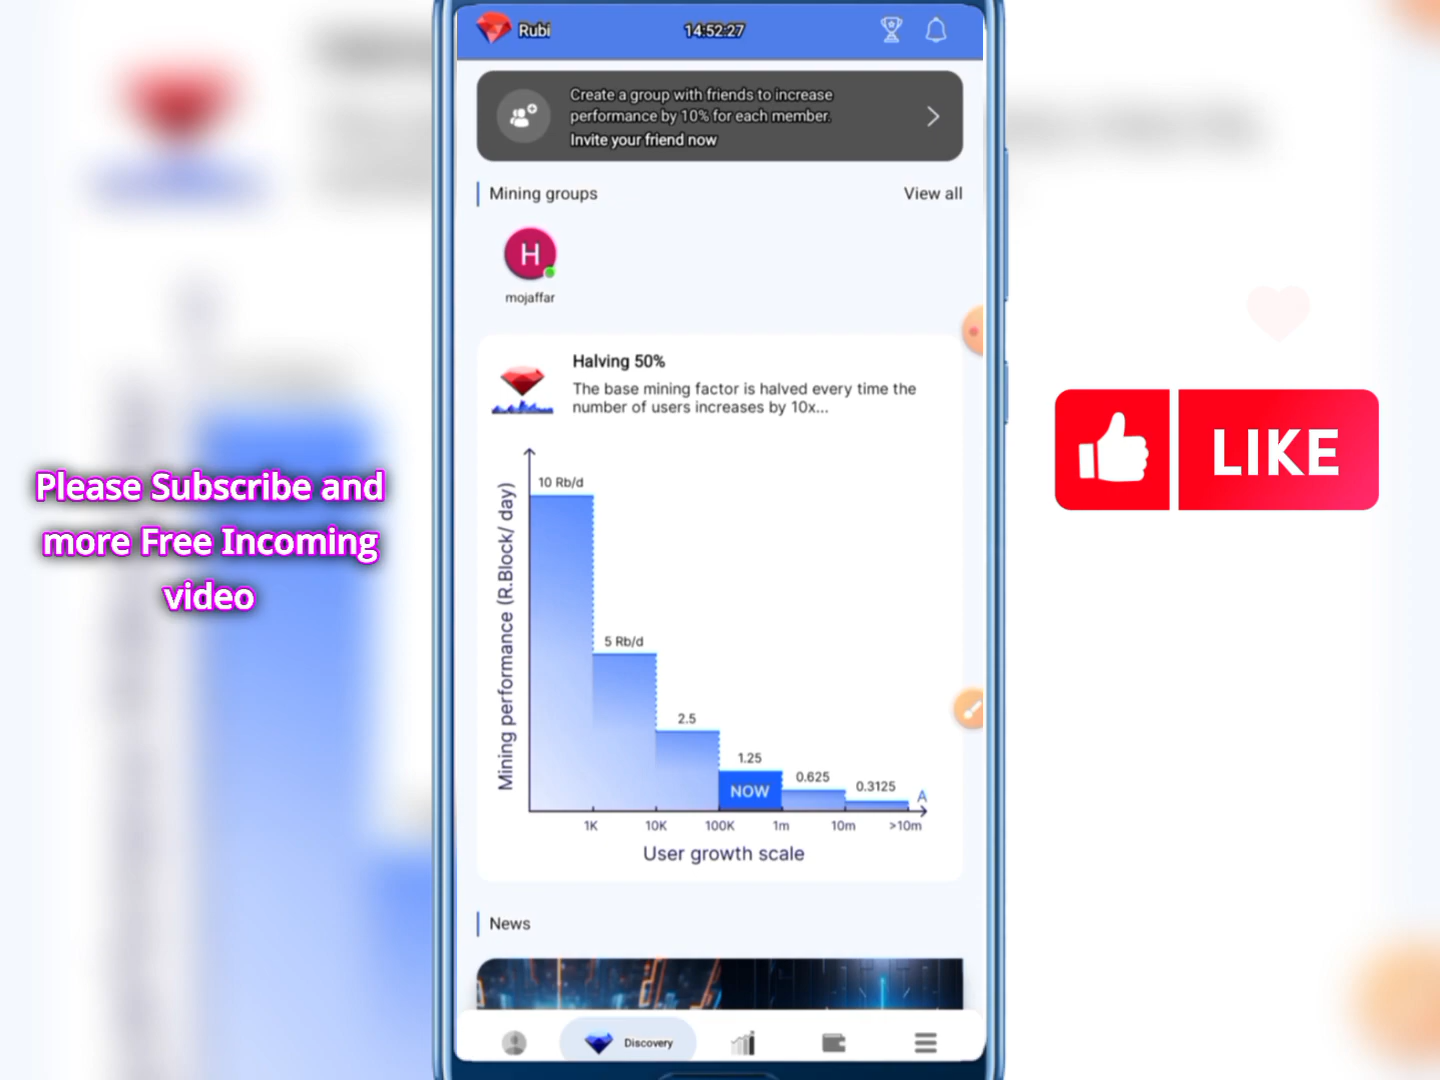 Rubi
14:52:27
Create a group with friends to increase
performance by 10% for each member.
Invite your friend now
Mining groups
View all
H
mojaffar
Halving 50%
The base mining factor is halved every time the
number of users increases by 10x...
Mining performance (R.Block/ day)
10 Rb/d
5 Rb/d
2.5
1.25
0.625
0.3125
NOW
A
1K
10K
100K
1m
10m
>10m
User growth scale
News
Discovery
Please Subscribe and
more Free Incoming
video
LIKE